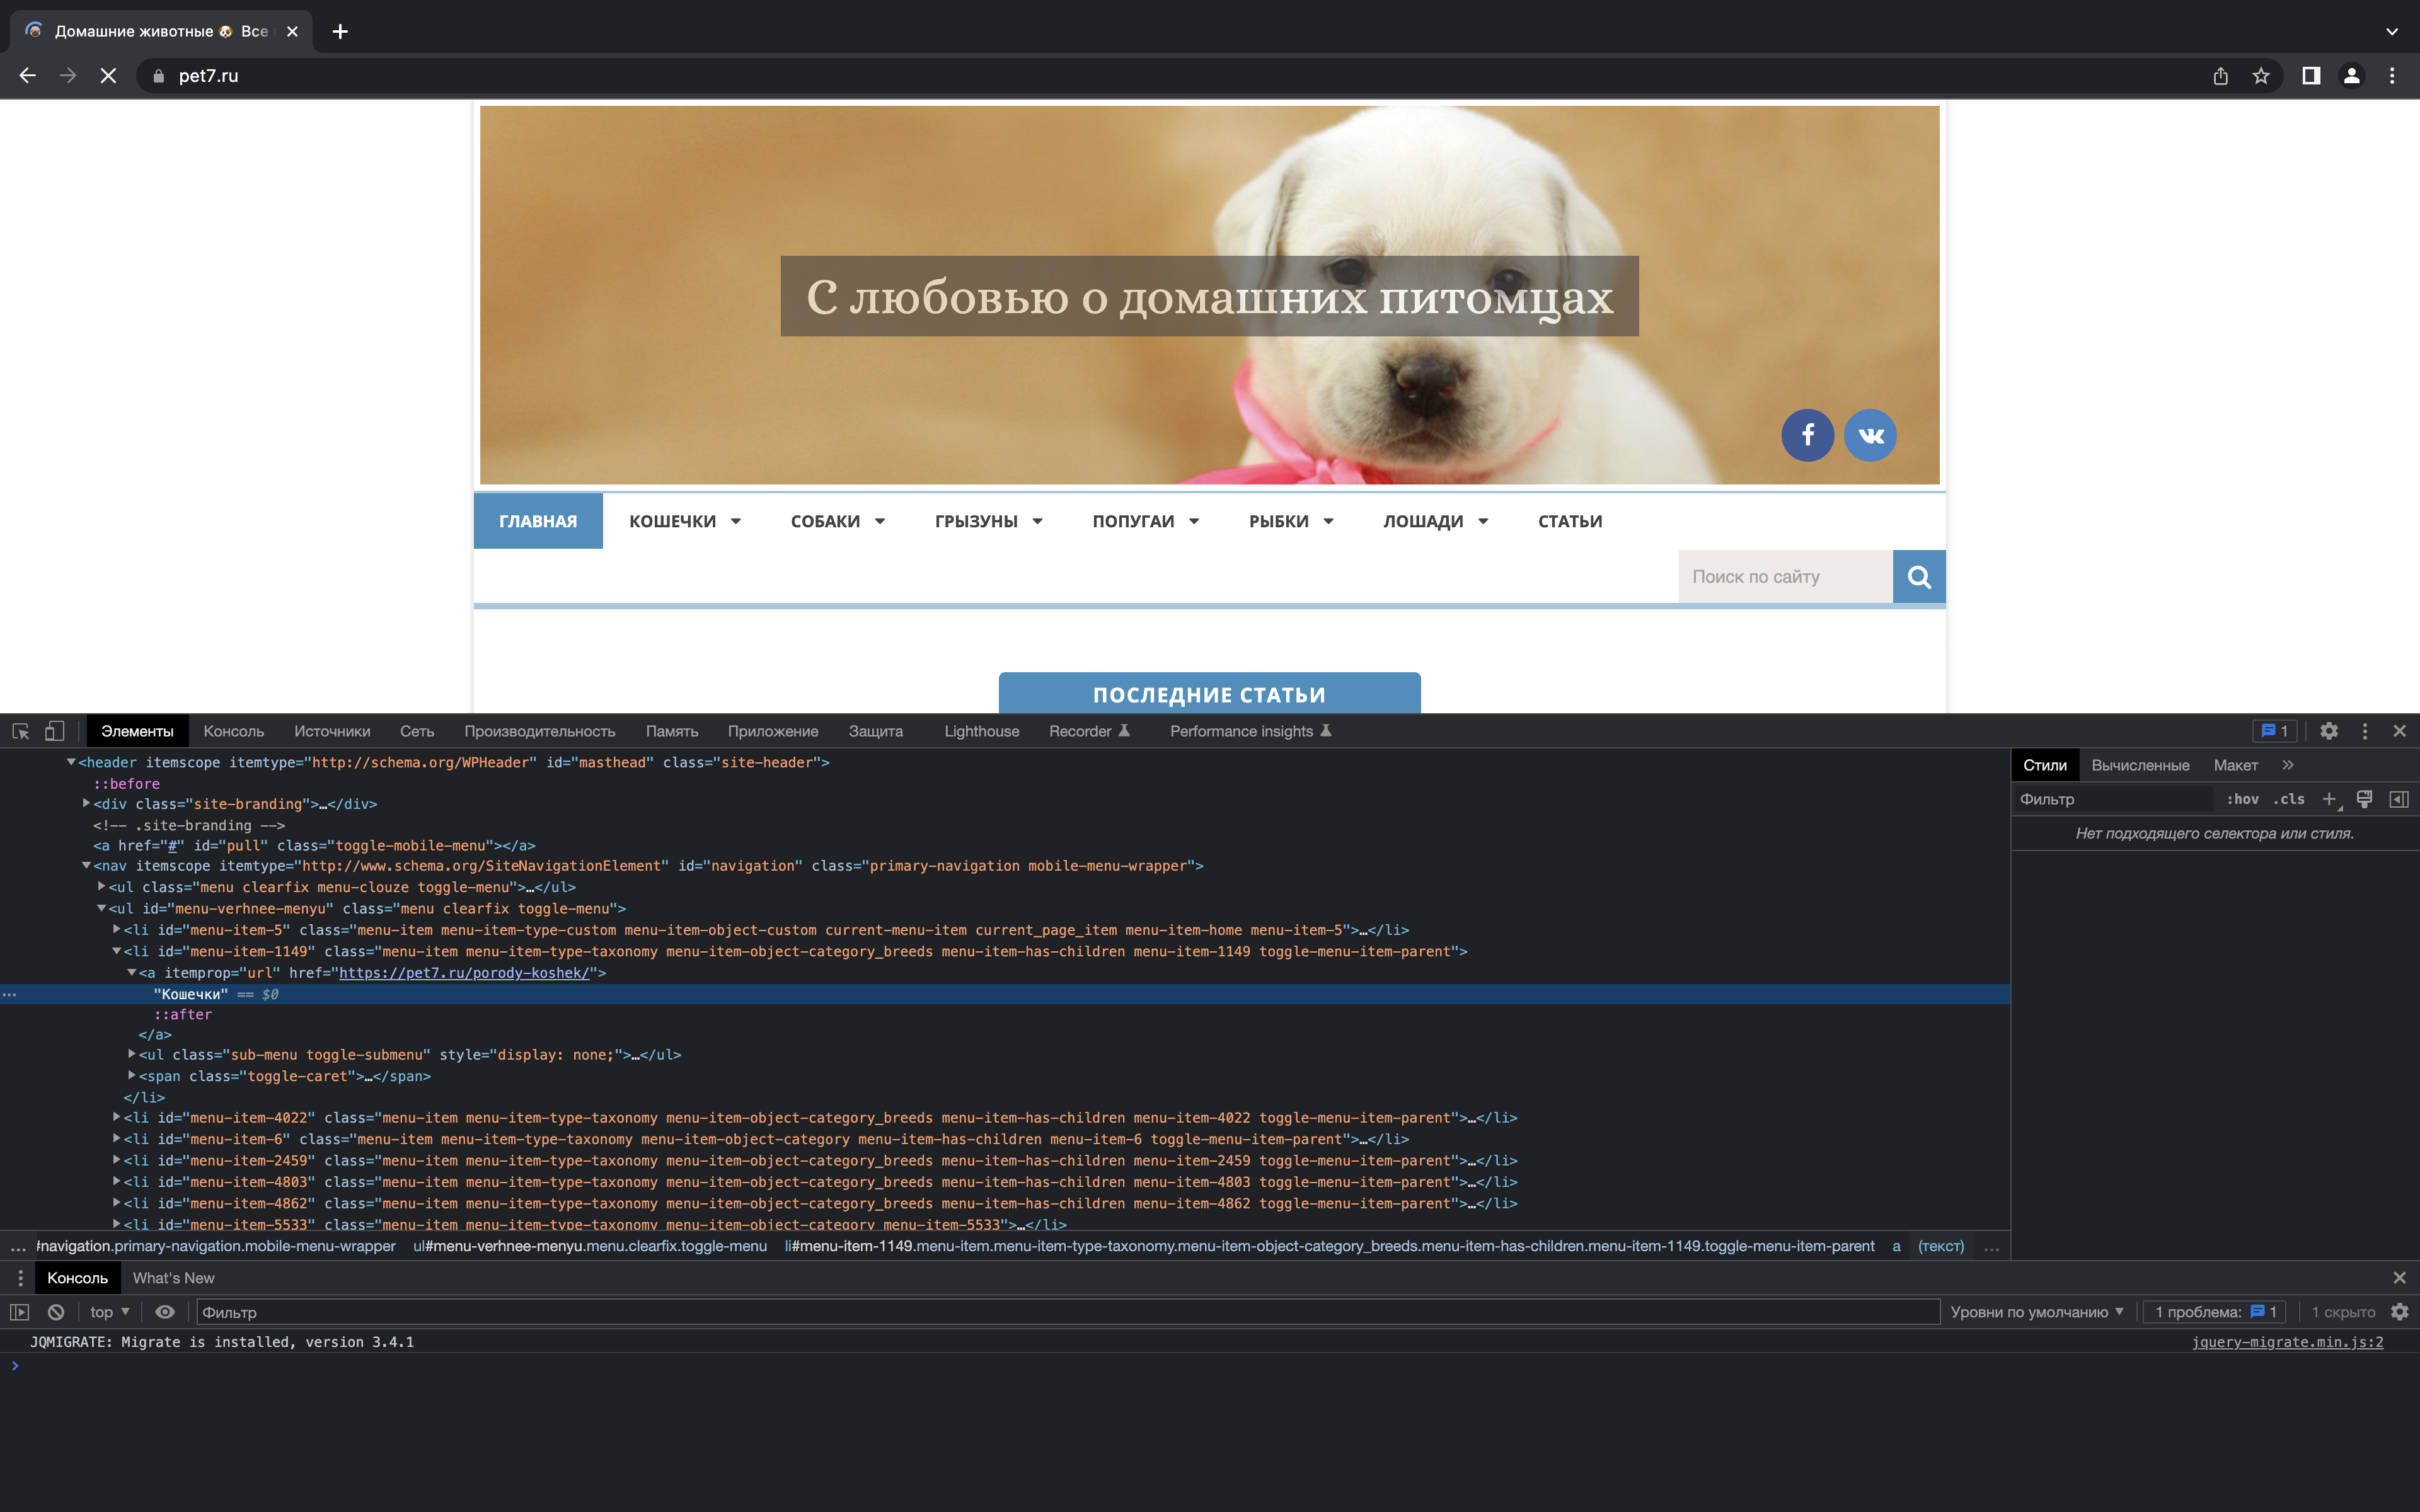 Домашние животные 🐶 Все
pet7.ru
С любовью о домашних питомцах
ГЛАВНАЯ КОШЕЧКИ СОБАКИ ГРЫЗУНЫ ПОПУГАИ РЫБКИ ЛОШАДИ СТАТЬИ
Поиск по сайту
ПОСЛЕДНИЕ СТАТЬИ
Элементы Консоль Источники Сеть Производительность Память Приложение Защита Lighthouse Recorder Performance insights 1
<header itemscope itemtype="http://schema.org/WPHeader" id="masthead" class="site-header">
::before
<div class="site-branding">…</div>
<!-- .site-branding -->
<a href="#" id="pull" class="toggle-mobile-menu"></a>
<nav itemscope itemtype="http://www.schema.org/SiteNavigationElement" id="navigation" class="primary-navigation mobile-menu-wrapper">
<ul class="menu clearfix menu-clouze toggle-menu">…</ul>
<ul id="menu-verhnee-menyu" class="menu clearfix toggle-menu">
<li id="menu-item-5" class="menu-item menu-item-type-custom menu-item-object-custom current-menu-item current_page_item menu-item-home menu-item-5">…</li>
<li id="menu-item-1149" class="menu-item menu-item-type-taxonomy menu-item-object-category_breeds menu-item-has-children menu-item-1149 toggle-menu-item-parent">
<a itemprop="url" href="https://pet7.ru/porody-koshek/">
"Кошечки" == $0
::after
</a>
<ul class="sub-menu toggle-submenu" style="display: none;">…</ul>
<span class="toggle-caret">…</span>
</li>
<li id="menu-item-4022" class="menu-item menu-item-type-taxonomy menu-item-object-category_breeds menu-item-has-children menu-item-4022 toggle-menu-item-parent">…</li>
<li id="menu-item-6" class="menu-item menu-item-type-taxonomy menu-item-object-category menu-item-has-children menu-item-6 toggle-menu-item-parent">…</li>
<li id="menu-item-2459" class="menu-item menu-item-type-taxonomy menu-item-object-category_breeds menu-item-has-children menu-item-2459 toggle-menu-item-parent">…</li>
<li id="menu-item-4803" class="menu-item menu-item-type-taxonomy menu-item-object-category_breeds menu-item-has-children menu-item-4803 toggle-menu-item-parent">…</li>
<li id="menu-item-4862" class="menu-item menu-item-type-taxonomy menu-item-object-category_breeds menu-item-has-children menu-item-4862 toggle-menu-item-parent">…</li>
<li id="menu-item-5533" class="menu-item menu-item-type-taxonomy menu-item-object-category menu-item-5533">…</li>
Стили Вычисленные Макет
Фильтр :hov .cls
Нет подходящего селектора или стиля.
… #navigation.primary-navigation.mobile-menu-wrapper ul#menu-verhnee-menyu.menu.clearfix.toggle-menu li#menu-item-1149.menu-item.menu-item-type-taxonomy.menu-item-object-category_breeds.menu-item-has-children.menu-item-1149.toggle-menu-item-parent a (текст) …
Консоль What's New
top Фильтр Уровни по умолчанию 1 проблема: 1 1 скрыто
JQMIGRATE: Migrate is installed, version 3.4.1 jquery-migrate.min.js:2